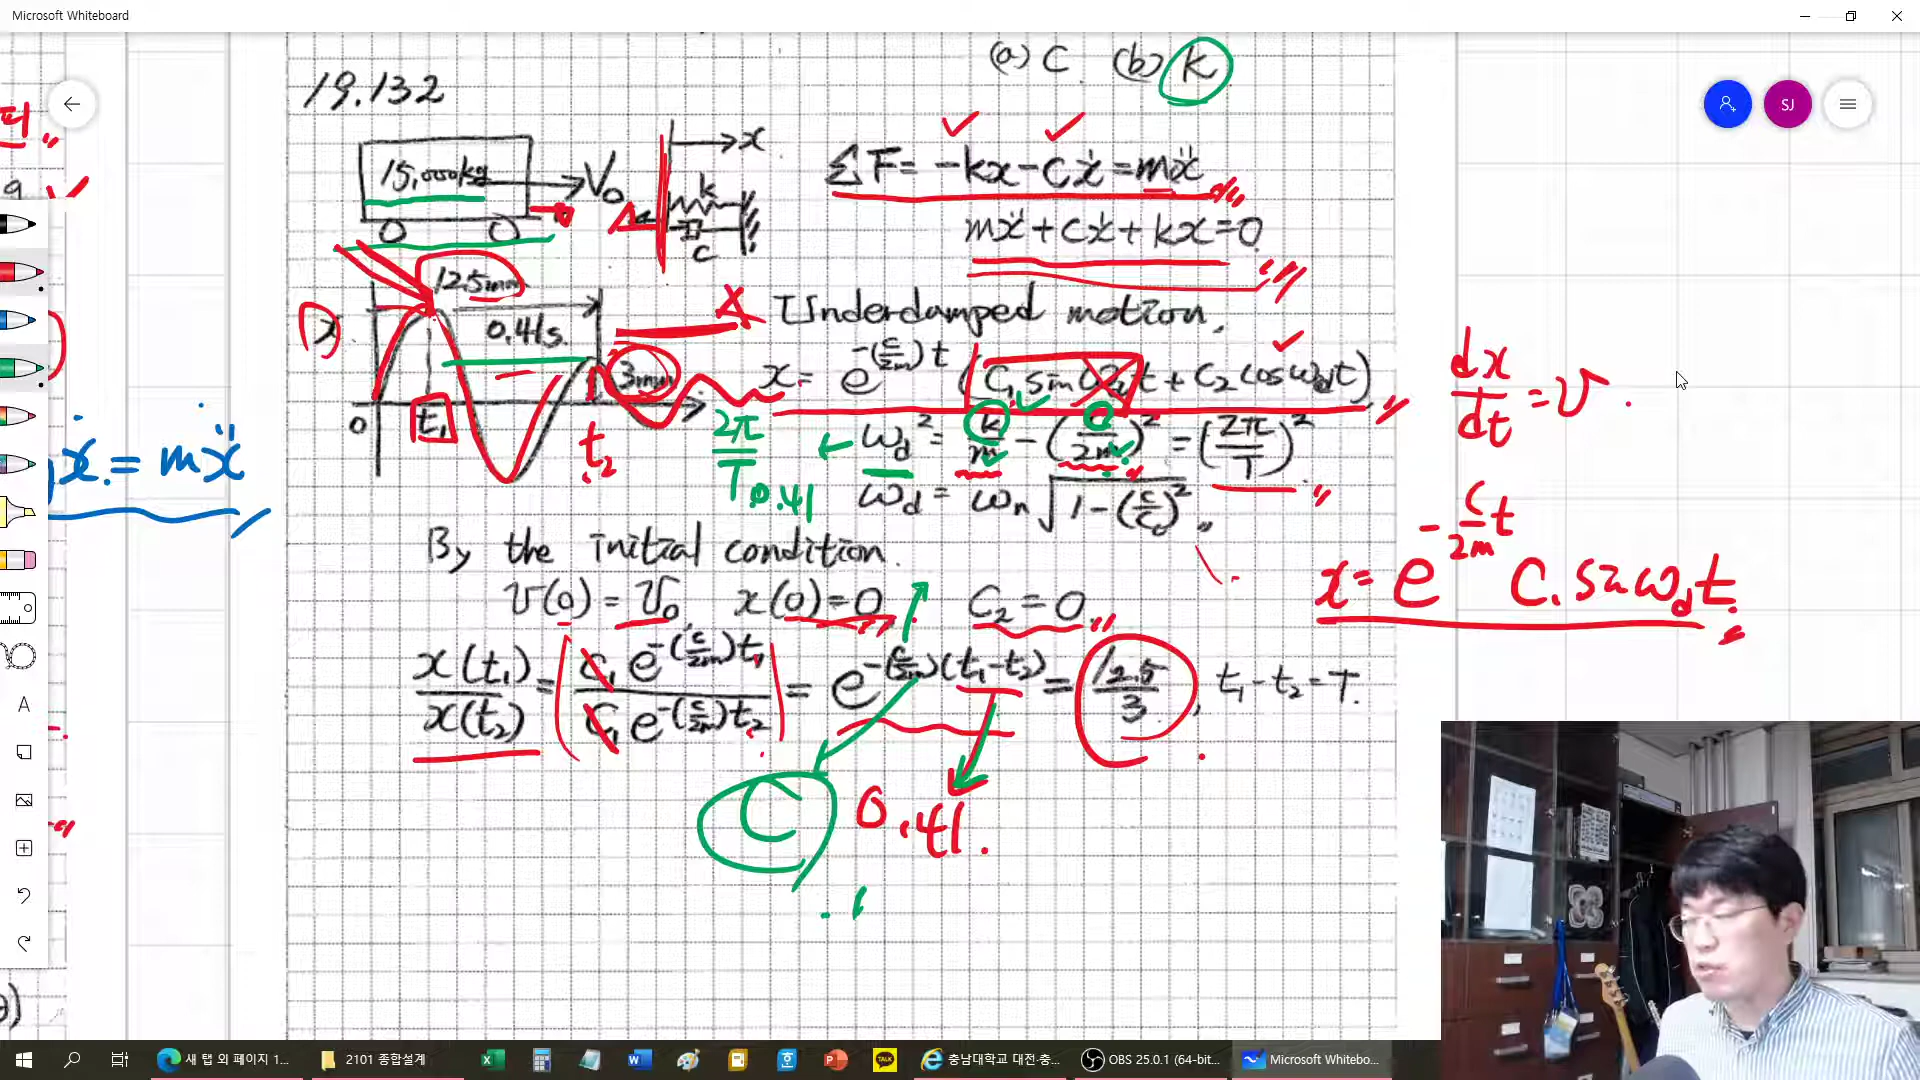 Microsoft Whiteboard
(a) C. (b) k
19.132
15,000kg
V₀
x
k
c
ΣF = -kx - cẋ = mẍ
mẍ + cẋ + kx = 0
12.5mm
0.41s.
3mm
x
0
t₁
t₂
Underdamped motion.
x = e^{-(c/2m)t} (C₁ sin ω_d t + C₂ cos ω_d t)
ω_d² = k/m - (c/2m)² = (2π/T)²
2π/T
0.41
ω_d = ω_n √(1-(c/c_c)²)
dx/dt = v.
x = e^{-c/2m t} C₁ sin ω_d t.
ẋ = mẍ
By the initial condition.
v(0) = v₀, x(0) = 0. C₂ = 0.
x(t₁)/x(t₂) = C₁e^{-(c/2m)t₁}/C₁e^{-(c/2m)t₂} = e^{-(c/2m)(t₁-t₂)} = 12.5/3, t₁-t₂ = T.
C
0.41.
SJ
새 탭 외 페이지 1...
2101 종합설계
충남대학교 대전-충...
OBS 25.0.1 (64-bit...
Microsoft Whitebo...